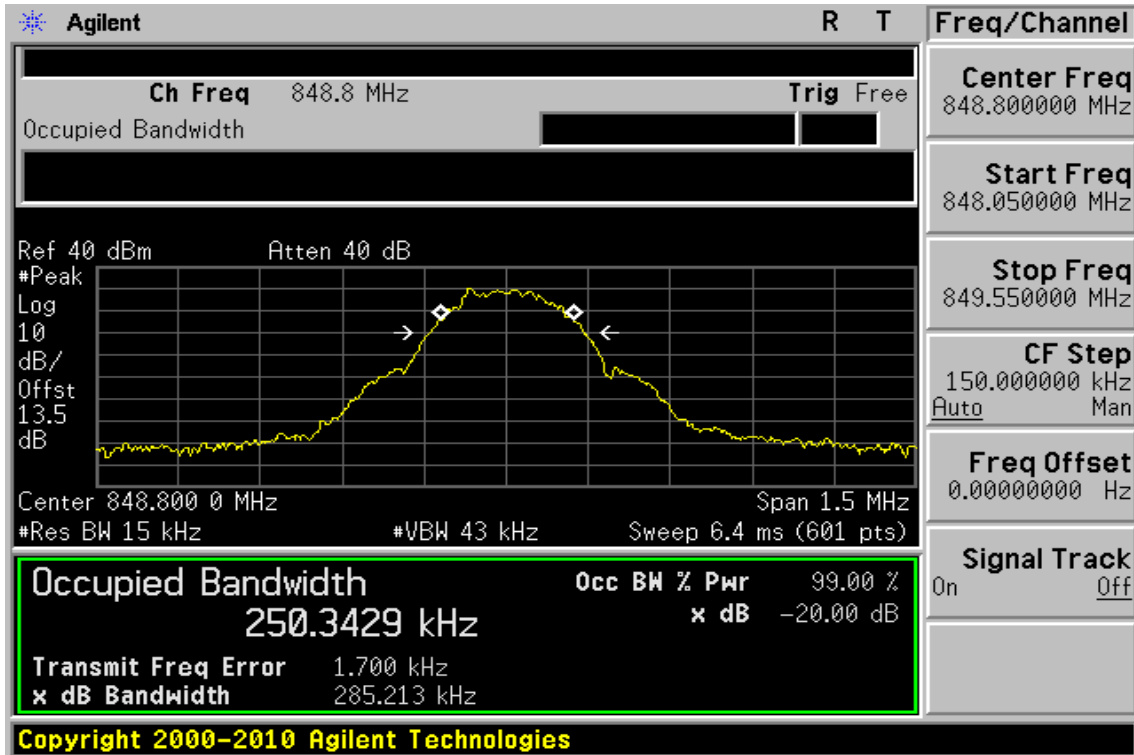 Agilent R T
Ch Freq 848.8 MHz Trig Free
Occupied Bandwidth
Ref 40 dBm Atten 40 dB
#Peak
Log
10
dB/
Offst
13.5
dB
Center 848.800 0 MHz Span 1.5 MHz
#Res BW 15 kHz #VBW 43 kHz Sweep 6.4 ms (601 pts)
Occupied Bandwidth
250.3429 kHz
Occ BW % Pwr 99.00 %
x dB -20.00 dB
Transmit Freq Error 1.700 kHz
x dB Bandwidth 285.213 kHz
Copyright 2000-2010 Agilent Technologies
Freq/Channel
Center Freq
848.800000 MHz
Start Freq
848.050000 MHz
Stop Freq
849.550000 MHz
CF Step
150.000000 kHz
Auto Man
Freq Offset
0.00000000 Hz
Signal Track
On Off